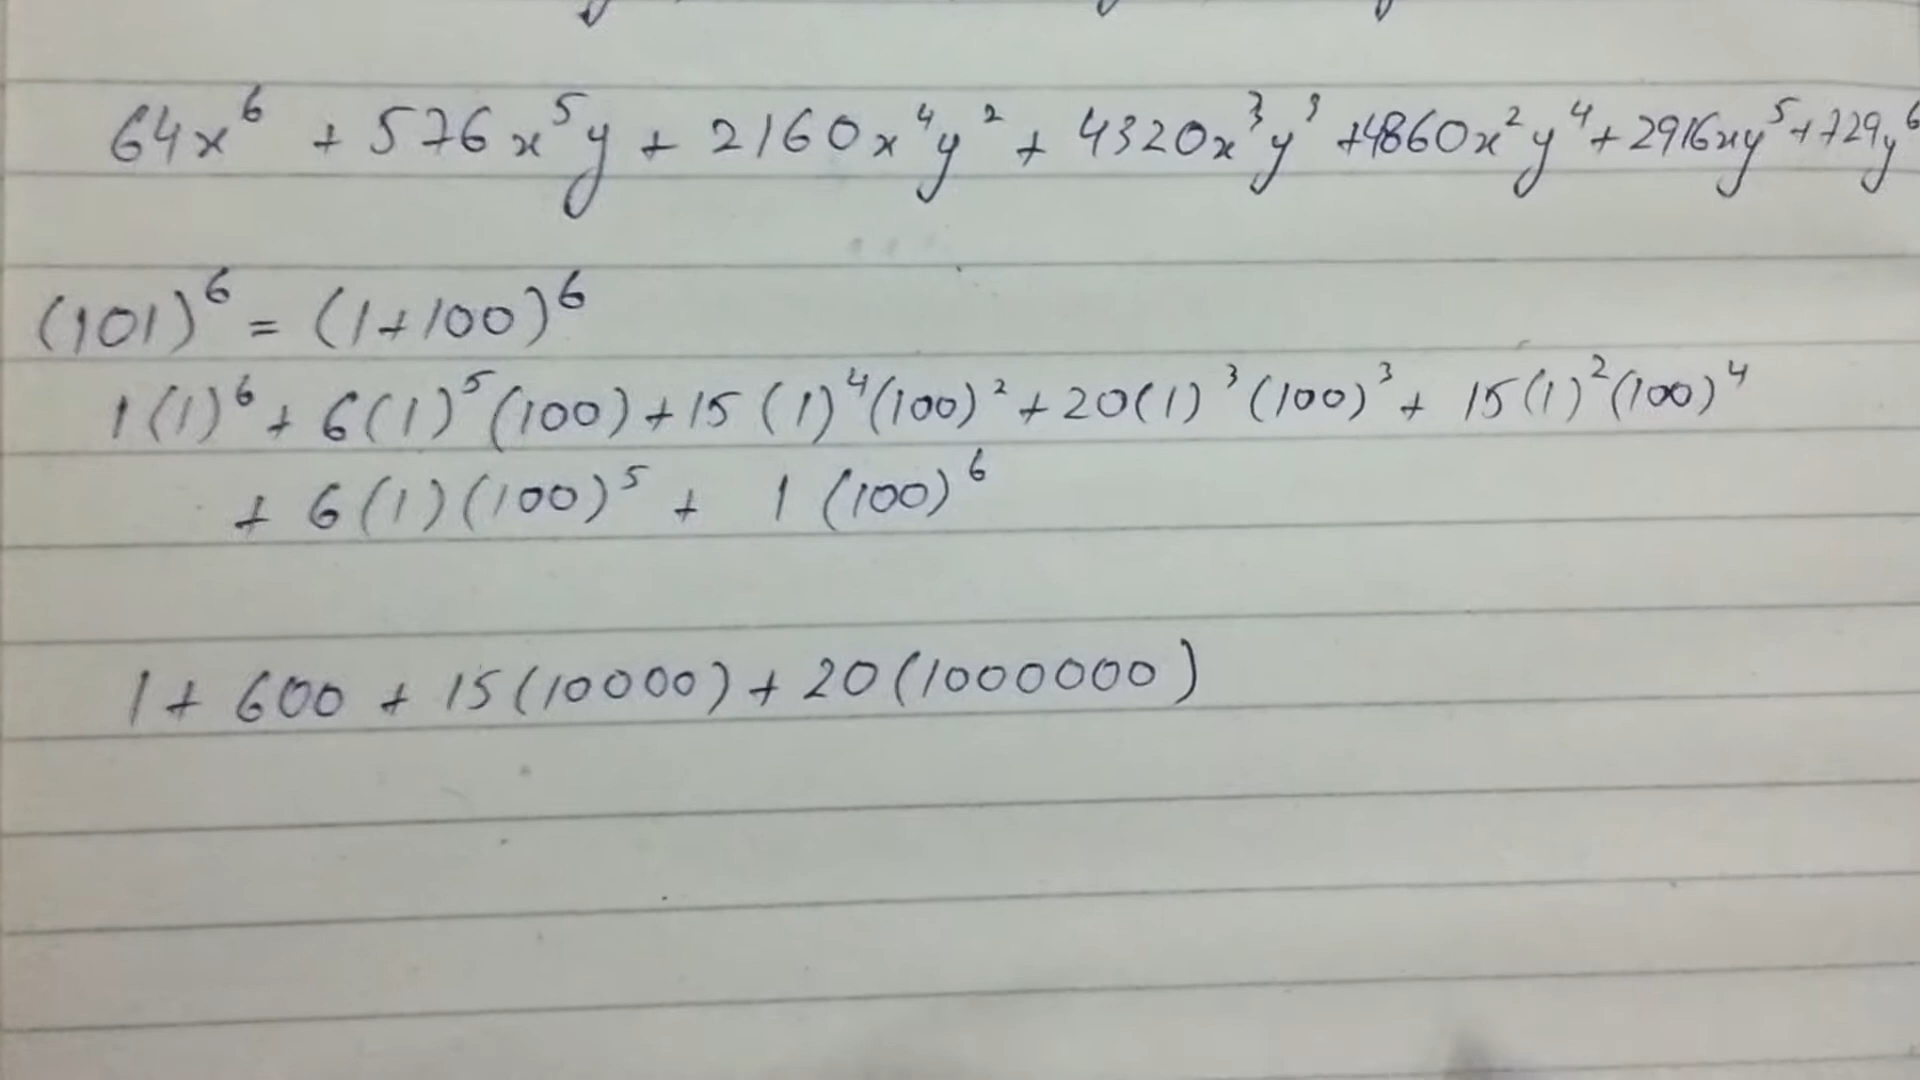 64x⁶ + 576x⁵y + 2160x⁴y² + 4320x³y³ + 4860x²y⁴ + 2916xy⁵ + 729y⁶
(101)⁶ = (1+100)⁶
1(1)⁶ + 6(1)⁵(100) + 15(1)⁴(100)² + 20(1)³(100)³ + 15(1)²(100)⁴
+ 6(1)(100)⁵ + 1(100)⁶
1 + 600 + 15(10000) + 20(1000000)